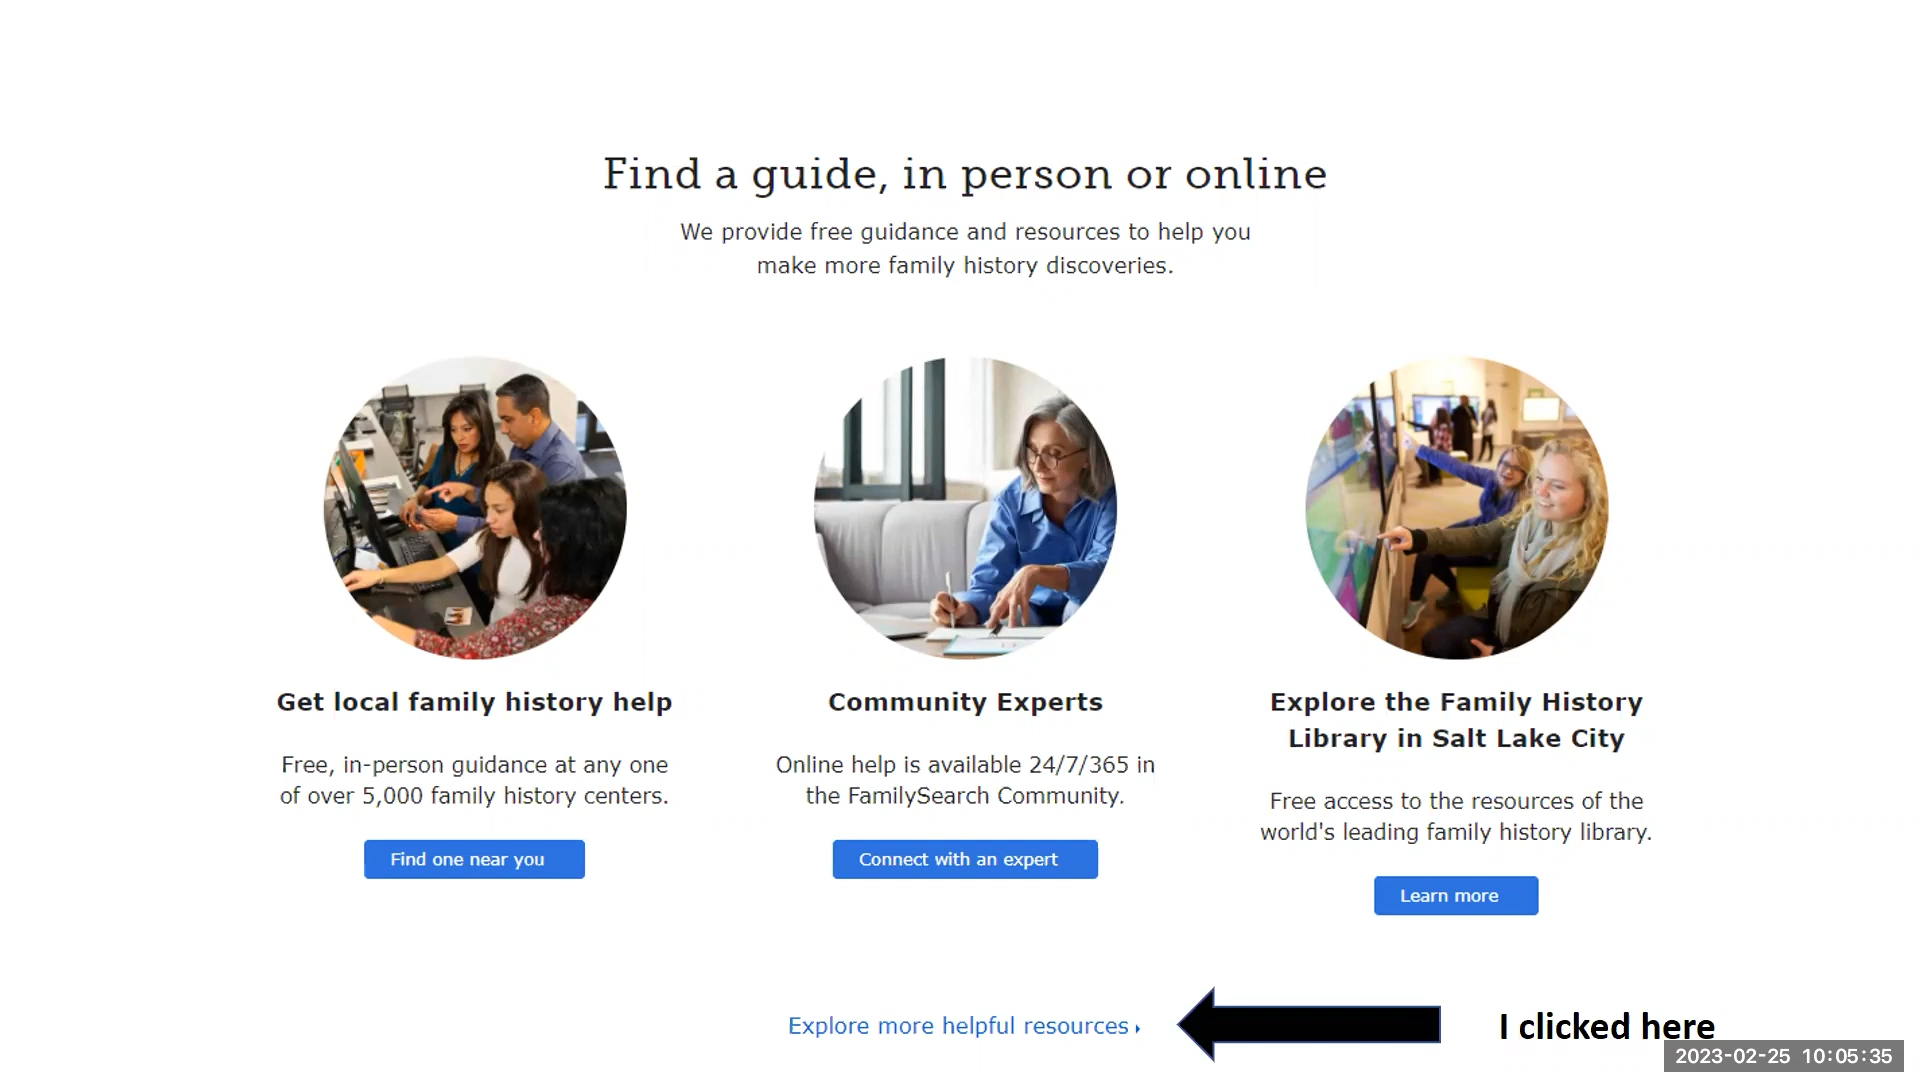 Find a guide, in person or online
We provide free guidance and resources to help you
make more family history discoveries.
Get local family history help
Free, in-person guidance at any one
of over 5,000 family history centers.
Find one near you
Community Experts
Online help is available 24/7/365 in
the FamilySearch Community.
Connect with an expert
Explore the Family History
Library in Salt Lake City
Free access to the resources of the
world's leading family history library.
Learn more
Explore more helpful resources
I clicked here
2023-02-25 10:05:35